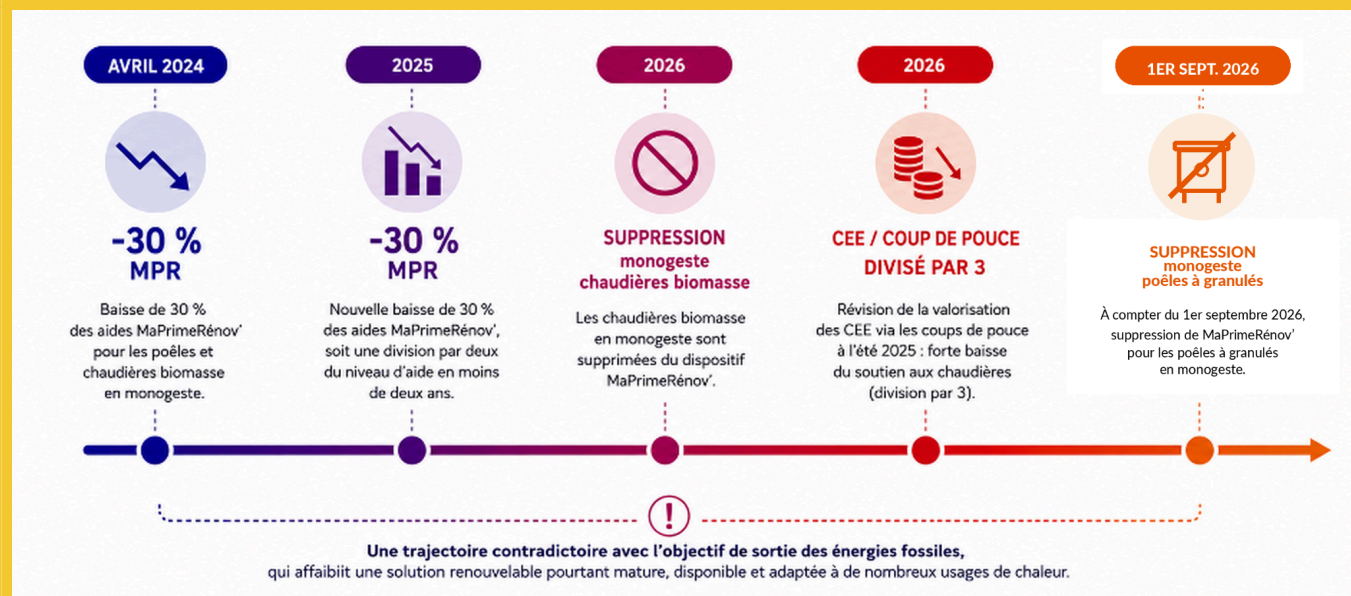 AVRIL 2024
-30 %
MPR
Baisse de 30 %
des aides MaPrimeRénov'
pour les poêles et
chaudières biomasse
en monogeste.
2025
-30 %
MPR
Nouvelle baisse de 30 %
des aides MaPrimeRénov',
soit une division par deux
du niveau d'aide en moins
de deux ans.
2026
SUPPRESSION
monogeste
chaudières biomasse
Les chaudières biomasse
en monogeste sont
supprimées du dispositif
MaPrimeRénov'.
2026
CEE / COUP DE POUCE
DIVISÉ PAR 3
Révision de la valorisation
des CEE via les coups de pouce
à l'été 2025 : forte baisse
du soutien aux chaudières
(division par 3).
1ER SEPT. 2026
SUPPRESSION
monogeste
poêles à granulés
À compter du 1er septembre 2026,
suppression de MaPrimeRénov'
pour les poêles à granulés
en monogeste.
!
Une trajectoire contradictoire avec l'objectif de sortie des énergies fossiles,
qui affaibiit une solution renouvelable pourtant mature, disponible et adaptée à de nombreux usages de chaleur.